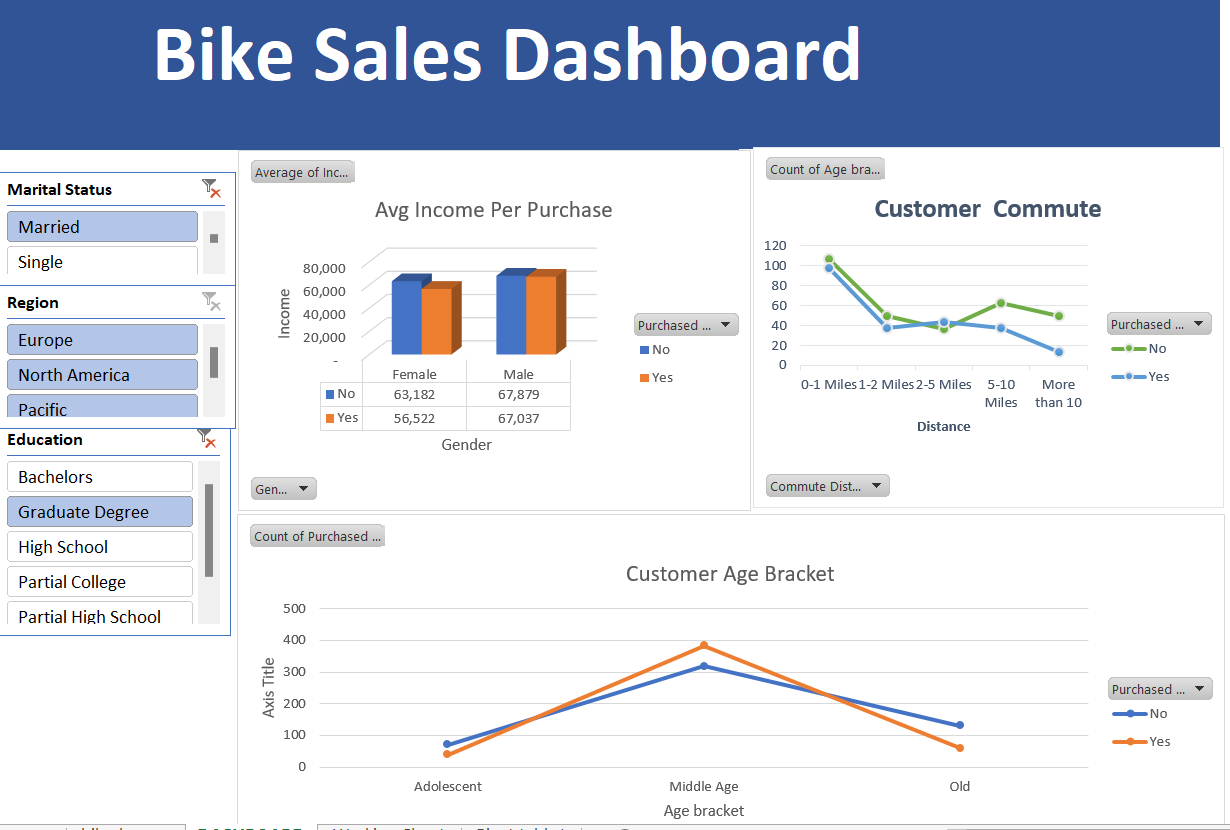 Bike Sales Dashboard
Marital Status
Married
Single
Region
Europe
North America
Pacific
Education
Bachelors
Graduate Degree
High School
Partial College
Partial High School
Average of Inc...
Avg Income Per Purchase
80,000
60,000
40,000
20,000
-
Income
Female Male
No 63,182 67,879
Yes 56,522 67,037
Gender
Purchased ...
No
Yes
Gen...
Count of Age bra...
Customer Commute
120
100
80
60
40
20
0
0-1 Miles 1-2 Miles 2-5 Miles 5-10 Miles More than 10
Distance
Purchased ...
No
Yes
Commute Dist...
Count of Purchased ...
Customer Age Bracket
500
400
300
200
100
0
Axis Title
Adolescent Middle Age Old
Age bracket
Purchased ...
No
Yes